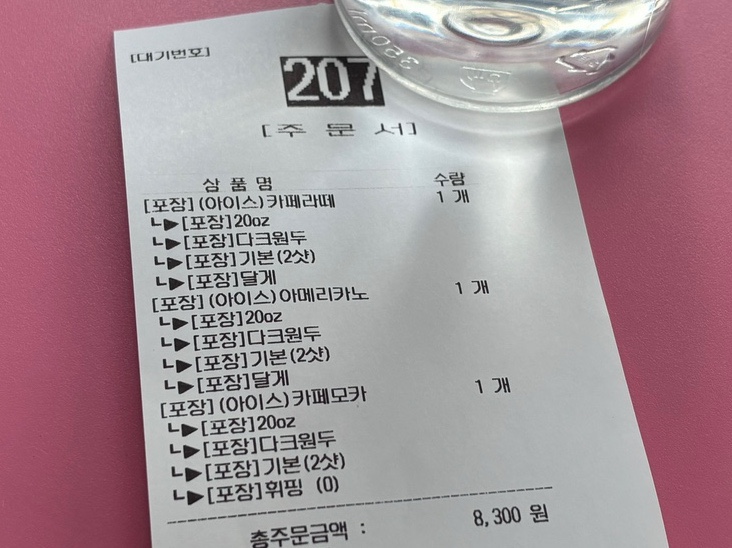 [대기번호]
207
[주 문 서]
상 품 명 수량
[포장] (아이스)카페라떼 1 개
┗▶[포장]20oz
┗▶[포장]다크원두
┗▶[포장]기본(2샷)
┗▶[포장]달게
[포장] (아이스)아메리카노 1 개
┗▶[포장]20oz
┗▶[포장]다크원두
┗▶[포장]기본(2샷)
┗▶[포장]달게
[포장] (아이스)카페모카 1 개
┗▶[포장]20oz
┗▶[포장]다크원두
┗▶[포장]기본(2샷)
┗▶[포장]휘핑 (O)
총주문금액 : 8,300 원